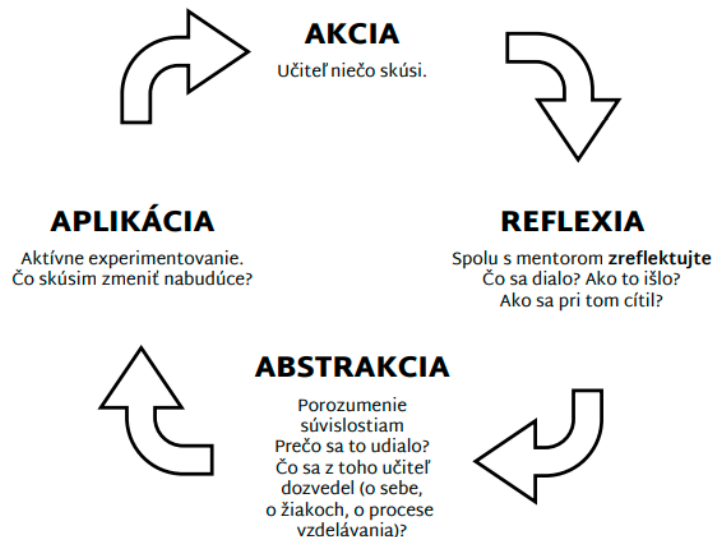 AKCIA
Učiteľ niečo skúsi.
APLIKÁCIA
Aktívne experimentovanie.
Čo skúsim zmeniť nabudúce?
REFLEXIA
Spolu s mentorom zreflektujte
Čo sa dialo? Ako to išlo?
Ako sa pri tom cítil?
ABSTRAKCIA
Porozumenie
súvislostiam
Prečo sa to udialo?
Čo sa z toho učiteľ
dozvedel (o sebe,
o žiakoch, o procese
vzdelávania)?